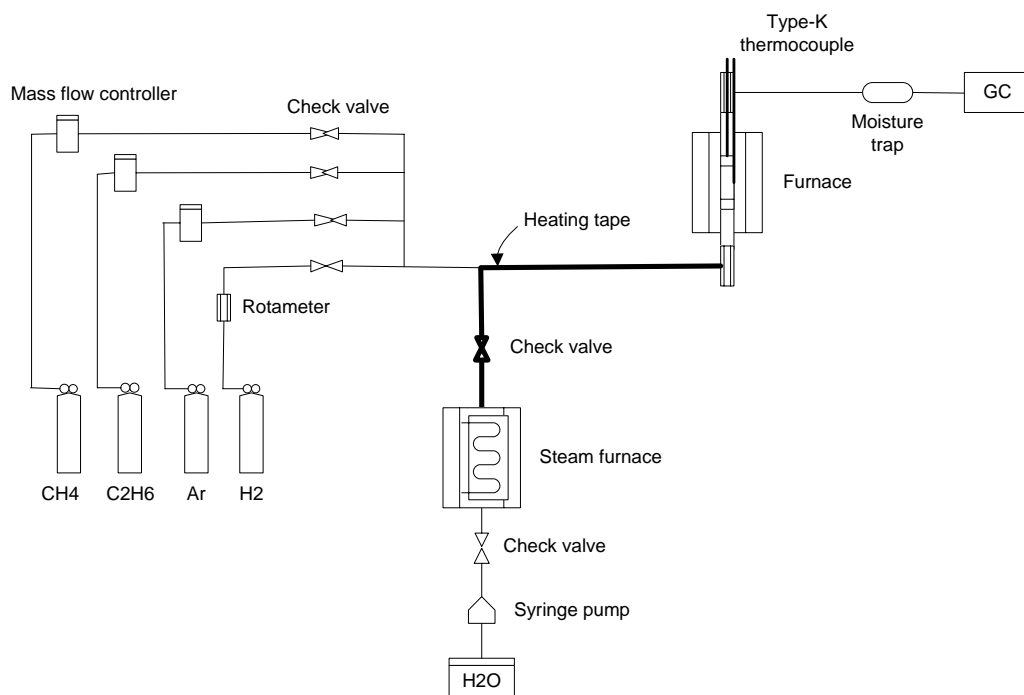 Type-K
thermocouple
Mass flow controller
Check valve
GC
Moisture
trap
Furnace
Heating tape
Rotameter
Check valve
Steam furnace
CH4
C2H6
Ar
H2
Check valve
Syringe pump
H2O